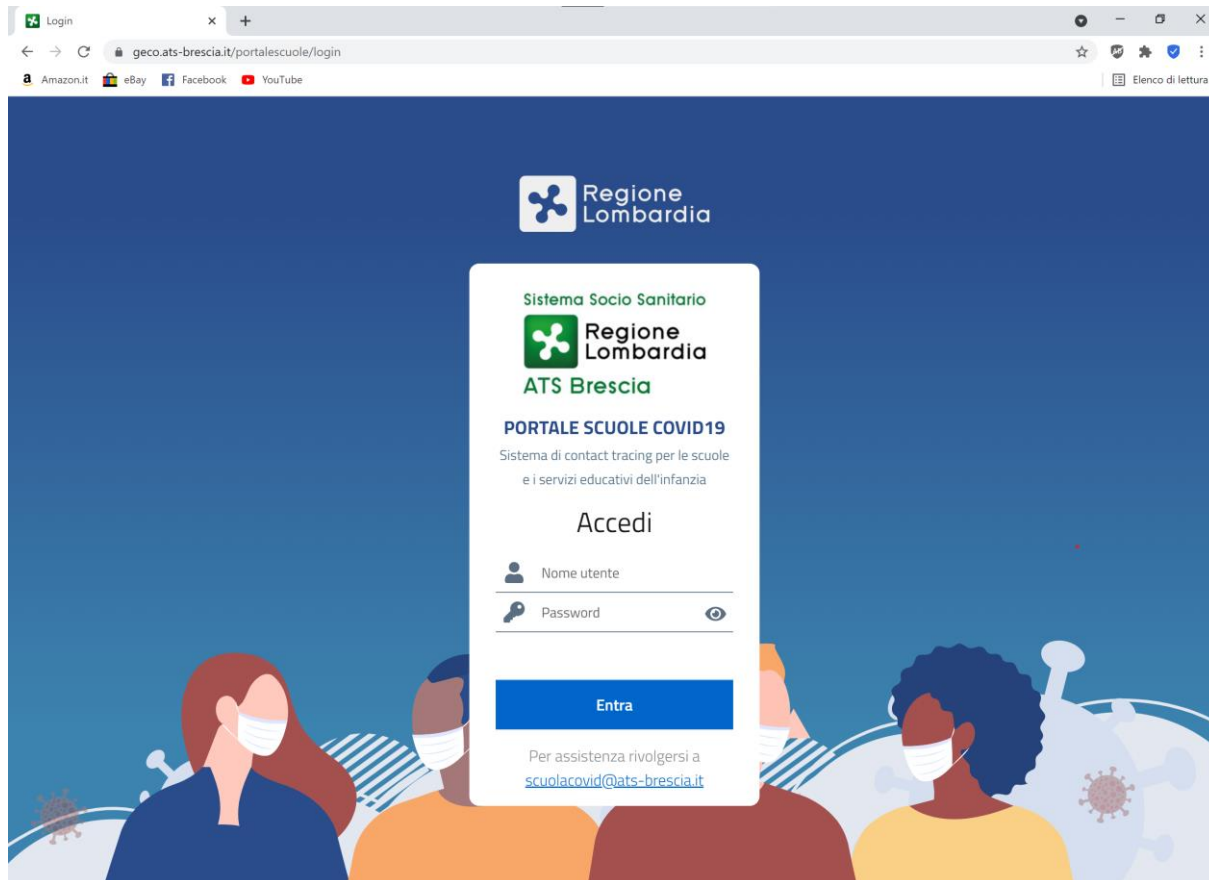 Login
geco.ats-brescia.it/portalescuole/login
Amazon.it eBay Facebook YouTube Elenco di lettura
Regione
Lombardia
Sistema Socio Sanitario
Regione
Lombardia
ATS Brescia
PORTALE SCUOLE COVID19
Sistema di contact tracing per le scuole
e i servizi educativi dell'infanzia
Accedi
Nome utente
Password
Entra
Per assistenza rivolgersi a
scuolacovid@ats-brescia.it